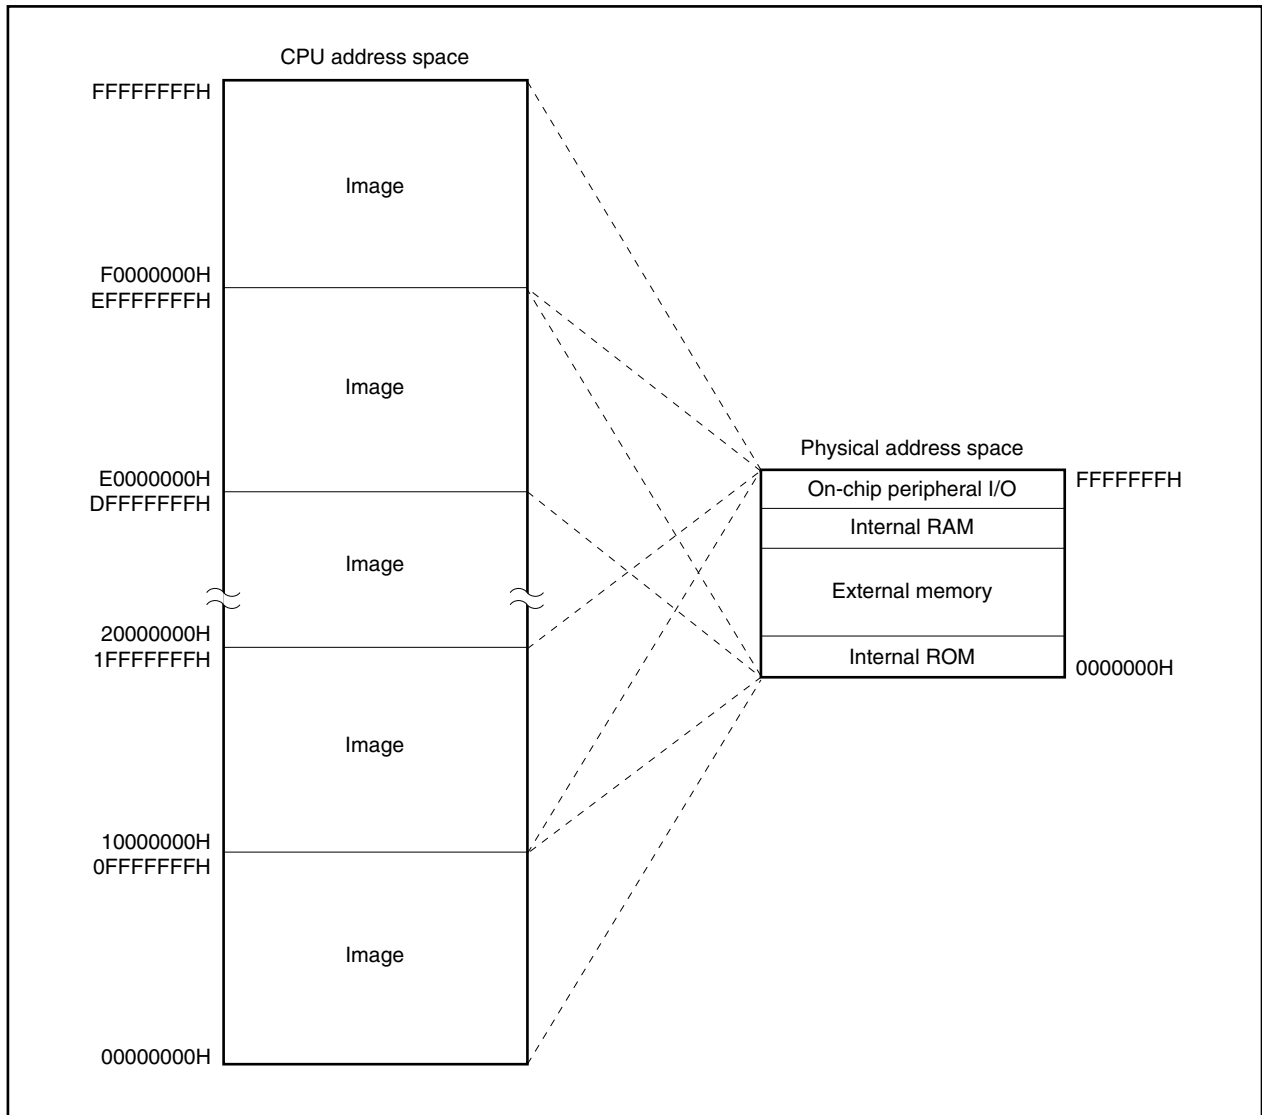 CPU address space
FFFFFFFFH
Image
F0000000H
EFFFFFFFH
Image
E0000000H
DFFFFFFFH
Image
20000000H
1FFFFFFFH
Image
10000000H
0FFFFFFFH
Image
00000000H
Physical address space
On-chip peripheral I/O
FFFFFFFH
Internal RAM
External memory
Internal ROM
0000000H